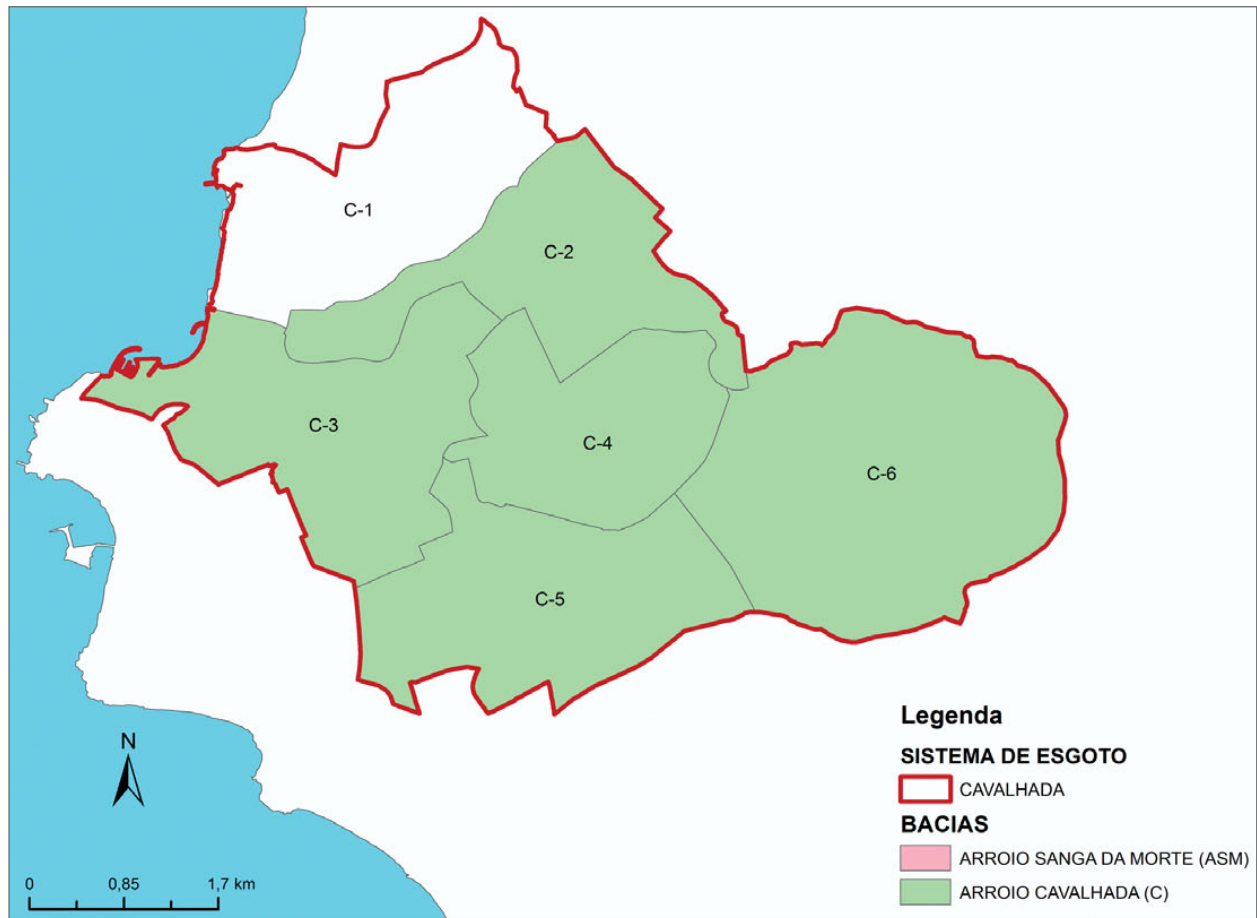 C-1
C-2
C-3
C-4
C-6
C-5
N
0 0,85 1,7 km
Legenda
SISTEMA DE ESGOTO
CAVALHADA
BACIAS
ARROIO SANGA DA MORTE (ASM)
ARROIO CAVALHADA (C)